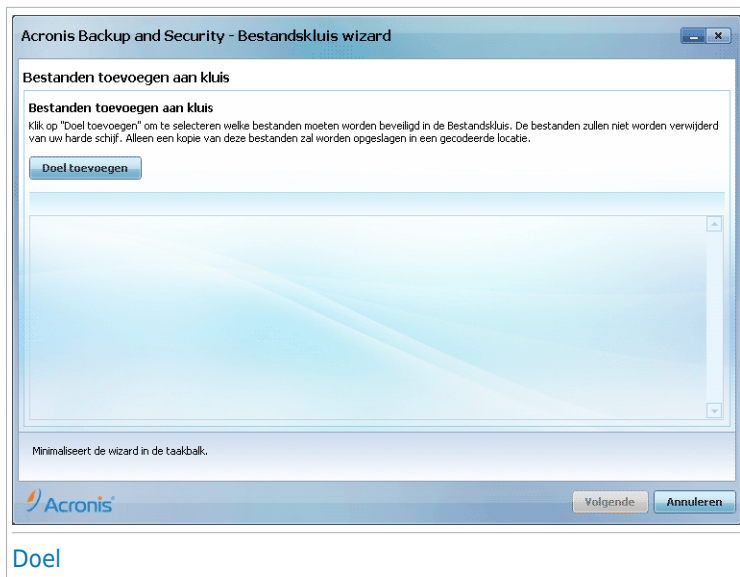 Acronis Backup and Security - Bestandskluis wizard
Bestanden toevoegen aan kluis
Bestanden toevoegen aan kluis
Klik op "Doel toevoegen" om te selecteren welke bestanden moeten worden beveiligd in de Bestandskluis. De bestanden zullen niet worden verwijderd
van uw harde schijf. Alleen een kopie van deze bestanden zal worden opgeslagen in een gecodeerde locatie.
Doel toevoegen
Minimaliseert de wizard in de taakbalk.
Acronis
Volgende
Annuleren
Doel